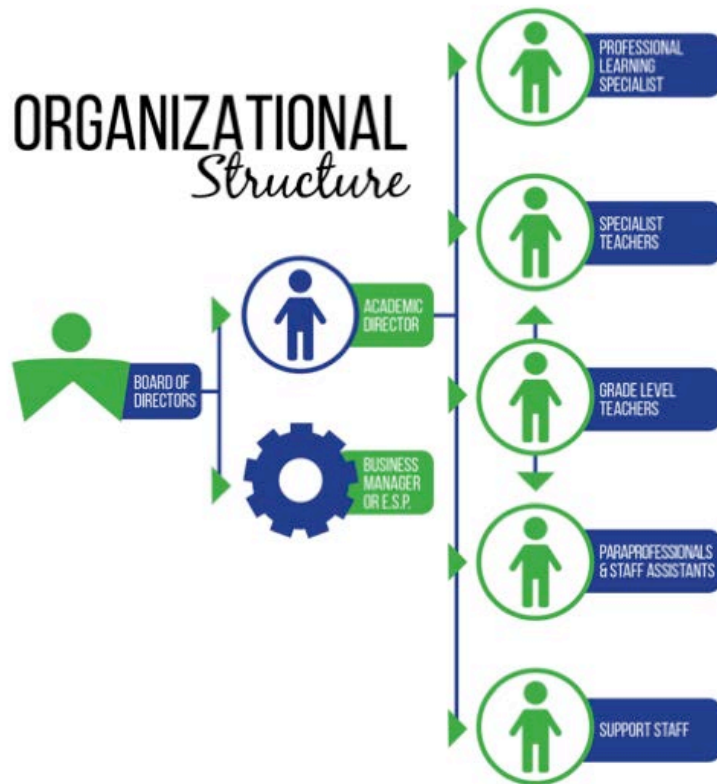 ORGANIZATIONAL
Structure
BOARD OF
DIRECTORS
ACADEMIC
DIRECTOR
BUSINESS
MANAGER
OR E.S.P.
PROFESSIONAL
LEARNING
SPECIALIST
SPECIALIST
TEACHERS
GRADE LEVEL
TEACHERS
PARAPROFESSIONALS
& STAFF ASSISTANTS
SUPPORT STAFF